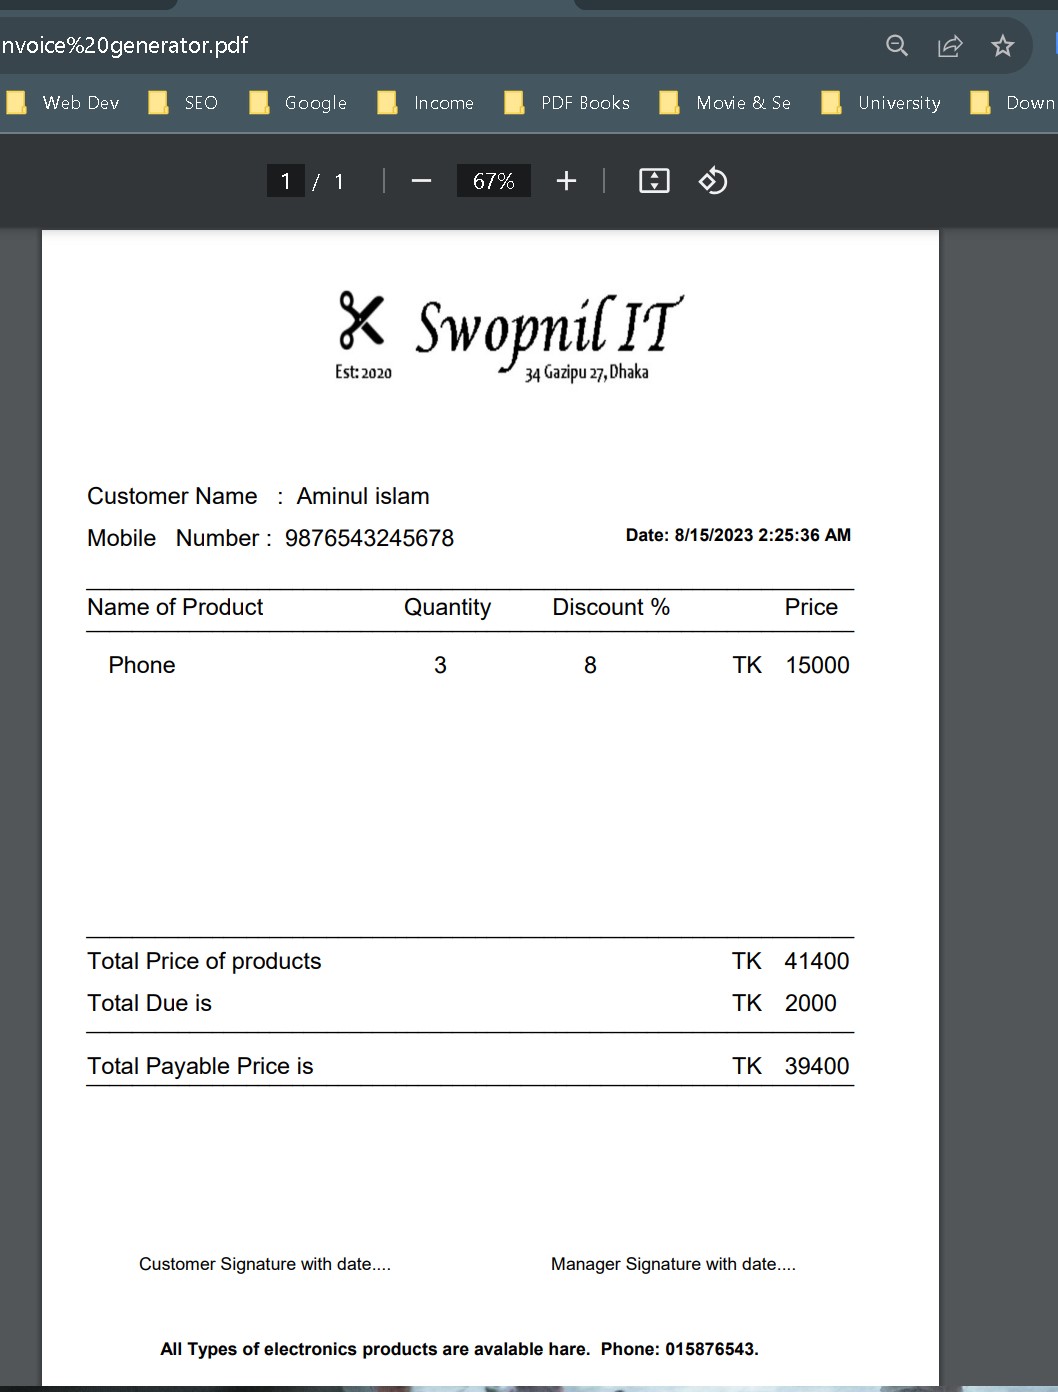 nvoice%20generator.pdf
Web Dev SEO Google Income PDF Books Movie & Se University Down
1 / 1 67%
Swopnil IT
Est: 2020 34 Gazipu 27, Dhaka
Customer Name : Aminul islam
Mobile Number : 9876543245678
Date: 8/15/2023 2:25:36 AM
Name of Product Quantity Discount % Price
Phone 3 8 TK 15000
Total Price of products TK 41400
Total Due is TK 2000
Total Payable Price is TK 39400
Customer Signature with date.... Manager Signature with date....
All Types of electronics products are avalable hare. Phone: 015876543.